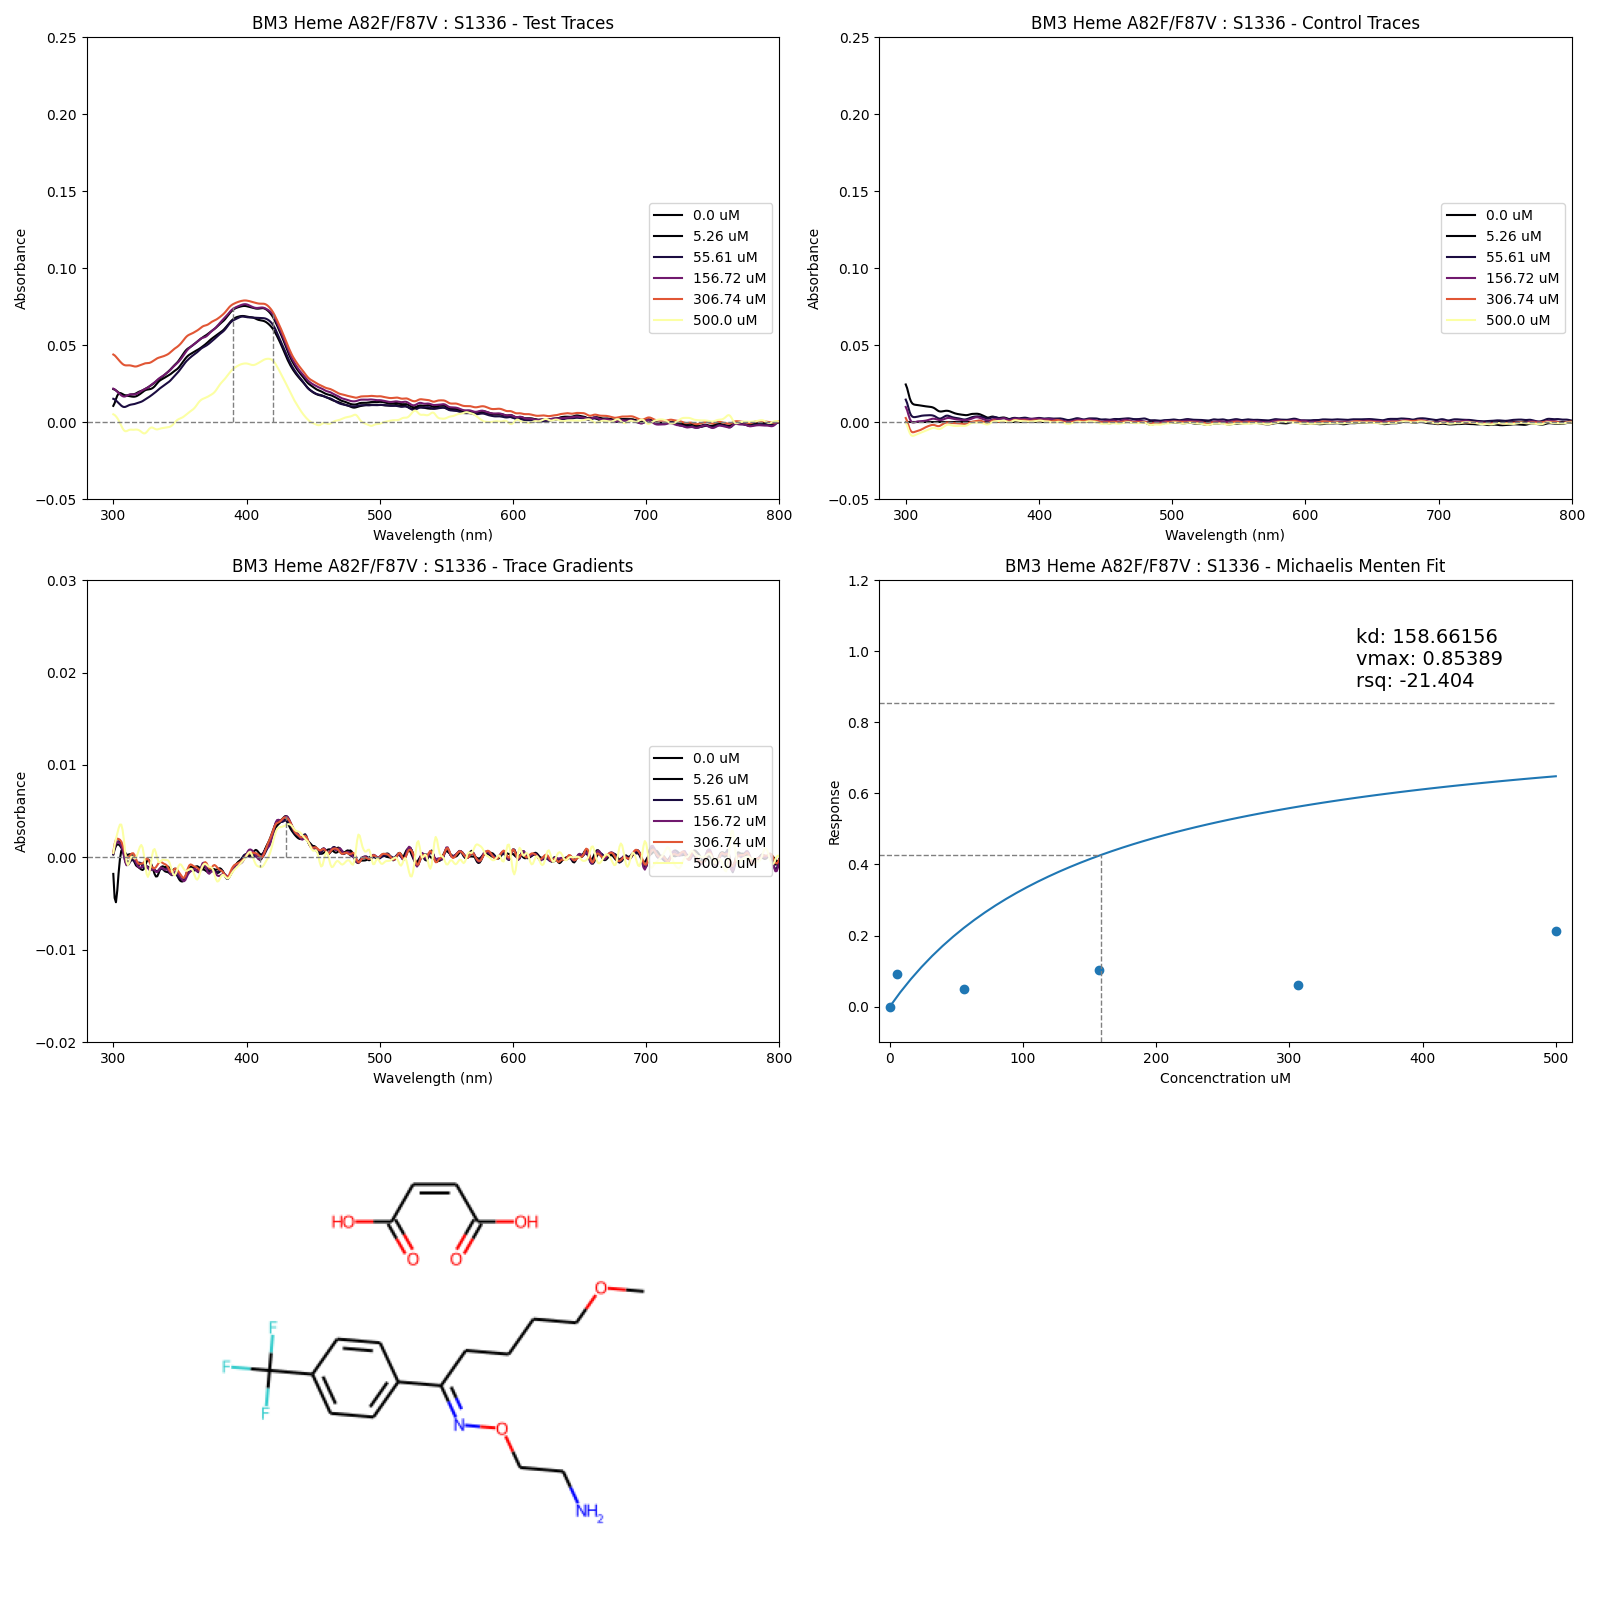 BM3 Heme A82F/F87V : S1336 - Test Traces
0.25
0.20
0.15
0.10
0.05
0.00
−0.05
Absorbance
300
400
500
600
700
800
Wavelength (nm)
0.0 uM
5.26 uM
55.61 uM
156.72 uM
306.74 uM
500.0 uM
BM3 Heme A82F/F87V : S1336 - Control Traces
0.25
0.20
0.15
0.10
0.05
0.00
−0.05
Absorbance
300
400
500
600
700
800
Wavelength (nm)
0.0 uM
5.26 uM
55.61 uM
156.72 uM
306.74 uM
500.0 uM
BM3 Heme A82F/F87V : S1336 - Trace Gradients
0.03
0.02
0.01
0.00
−0.01
−0.02
Absorbance
300
400
500
600
700
800
Wavelength (nm)
0.0 uM
5.26 uM
55.61 uM
156.72 uM
306.74 uM
500.0 uM
BM3 Heme A82F/F87V : S1336 - Michaelis Menten Fit
1.2
1.0
0.8
0.6
0.4
0.2
0.0
Response
0
100
200
300
400
500
Concenctration uM
kd: 158.66156
vmax: 0.85389
rsq: -21.404
HO
OH
O
O
O
F
F
F
N
O
NH2